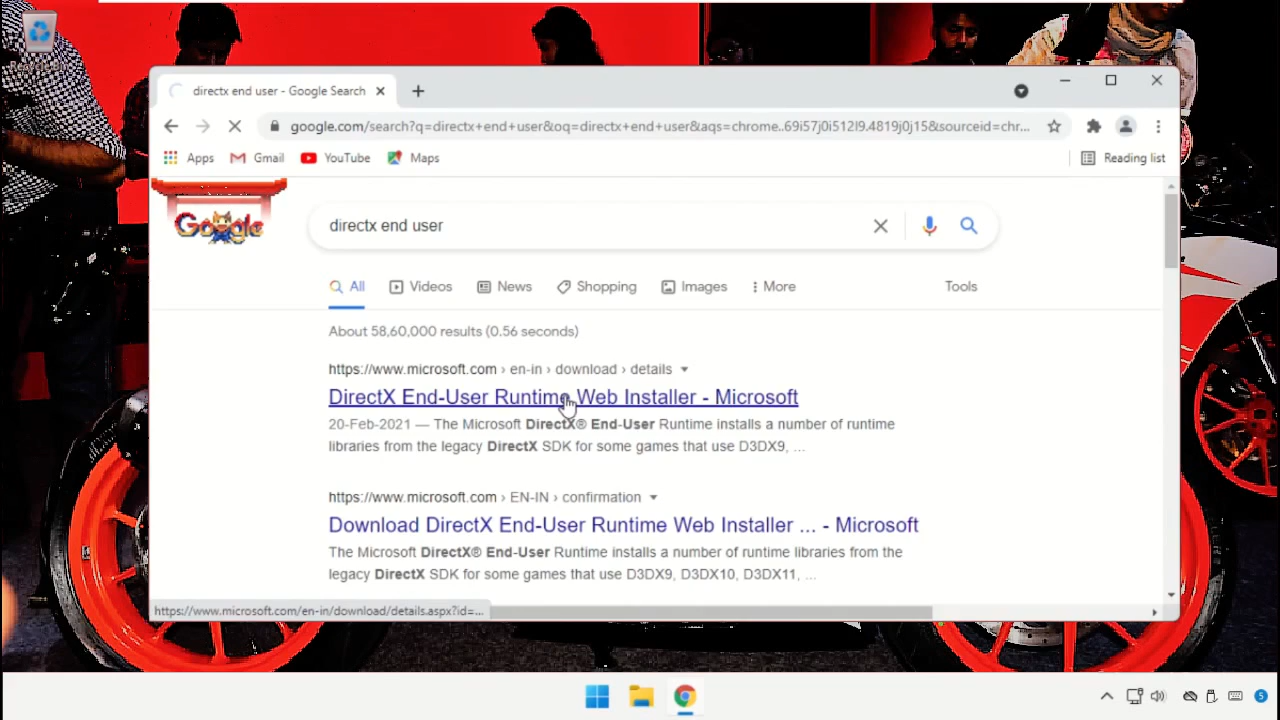 directx end user - Google Search
google.com/search?q=directx+end+user&oq=directx+end+user&aqs=chrome..69i57j0i512l9.4819j0j15&sourceid=chr...
Apps Gmail YouTube Maps Reading list
Google
directx end user
All Videos News Shopping Images More Tools
About 58,60,000 results (0.56 seconds)
https://www.microsoft.com › en-in › download › details
DirectX End-User Runtime Web Installer - Microsoft
20-Feb-2021 — The Microsoft DirectX® End-User Runtime installs a number of runtime
libraries from the legacy DirectX SDK for some games that use D3DX9, ...
https://www.microsoft.com › EN-IN › confirmation
Download DirectX End-User Runtime Web Installer ... - Microsoft
The Microsoft DirectX® End-User Runtime installs a number of runtime libraries from the
legacy DirectX SDK for some games that use D3DX9, D3DX10, D3DX11, ...
https://www.microsoft.com/en-in/download/details.aspx?id=...
5